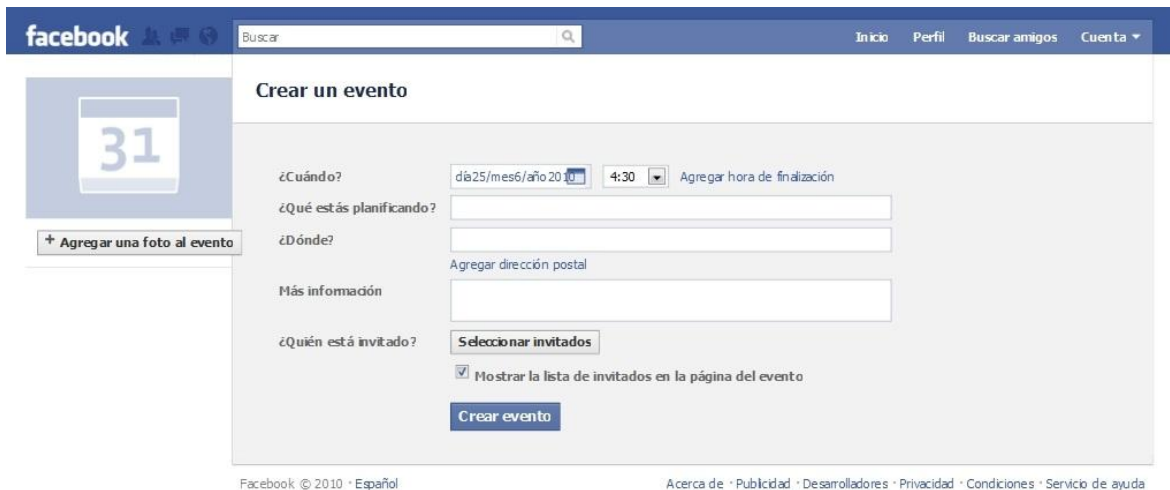 facebook
Buscar
Inicio Perfil Buscar amigos Cuenta
31
Crear un evento
¿Cuándo? día25/mes6/año2010 4:30 Agregar hora de finalización
¿Qué estás planificando?
+ Agregar una foto al evento
¿Dónde?
Agregar dirección postal
Más información
¿Quién está invitado? Seleccionar invitados
Mostrar la lista de invitados en la página del evento
Crear evento
Facebook © 2010 · Español
Acerca de · Publicidad · Desarrolladores · Privacidad · Condiciones · Servicio de ayuda